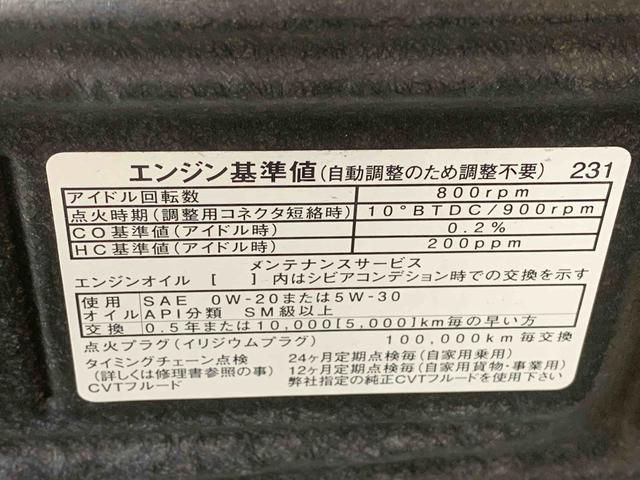 エンジン基準値(自動調整のため調整不要) 231
アイドル回転数 800rpm
点火時期(調整用コネクタ短絡時) 10°BTDC/900rpm
CO基準値(アイドル時) 0.2%
HC基準値(アイドル時) 200ppm
メンテナンスサービス
エンジンオイル [ ]内はシビアコンデション時での交換を示す
使用 SAE 0W-20または5W-30
オイル API分類 SM級以上
交換 0.5年または10,000[5,000]km毎の早い方
点火プラグ(イリジウムプラグ) 100,000km毎交換
タイミングチェーン点検 24ヶ月定期点検毎(自家用乗用)
(詳しくは修理書参照の事) 12ヶ月定期点検毎(自家用貨物・事業用)
CVTフルード 弊社指定の純正CVTフルードを使用下さい